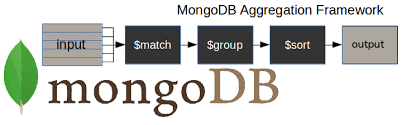 MongoDB Aggregation Framework
input
$match
$group
$sort
output
mongoDB